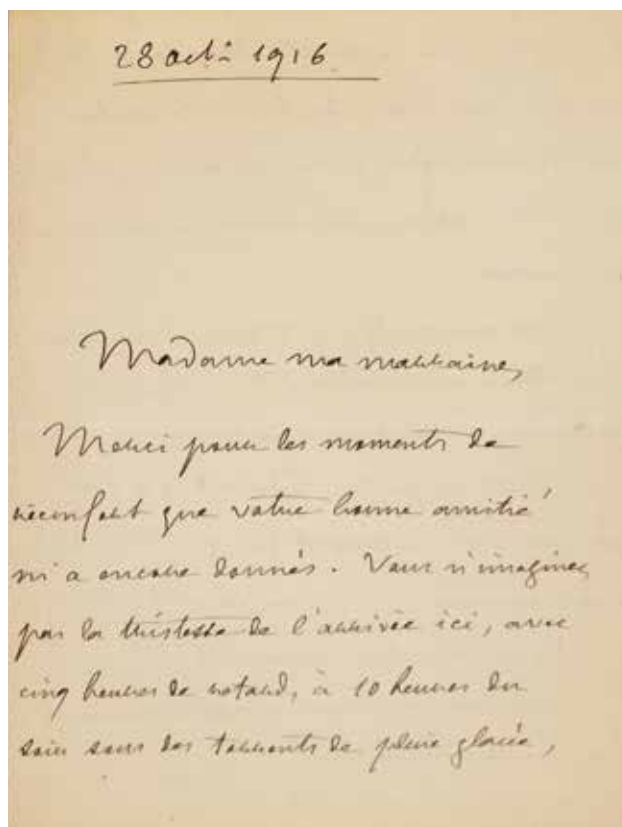 28 oct. 1916
Madame ma marraine,
Merci pour les moments de
réconfort que votre bonne amitié
m'a encore donnés. Vous n'imaginez
pas la tristesse de l'arrivée ici, avec
cinq heures de retard, à 10 heures du
soir sous des torrents de pluie glacée,